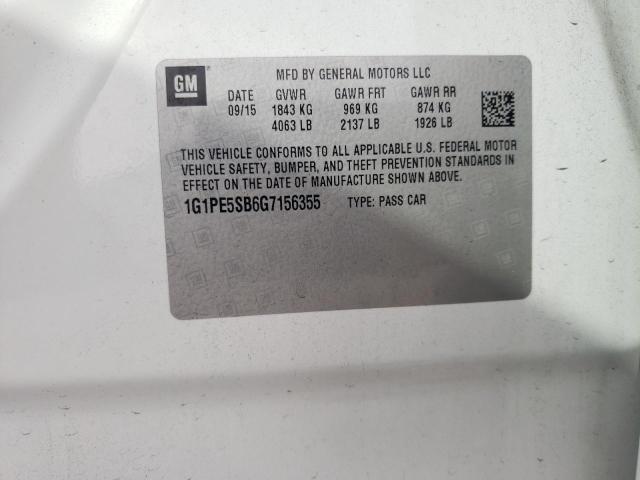 GM
MFD BY GENERAL MOTORS LLC
DATE GVWR GAWR FRT GAWR RR
09/15 1843 KG 969 KG 874 KG
4063 LB 2137 LB 1926 LB
THIS VEHICLE CONFORMS TO ALL APPLICABLE U.S. FEDERAL MOTOR
VEHICLE SAFETY, BUMPER, AND THEFT PREVENTION STANDARDS IN
EFFECT ON THE DATE OF MANUFACTURE SHOWN ABOVE.
1G1PE5SB6G7156355 TYPE: PASS CAR